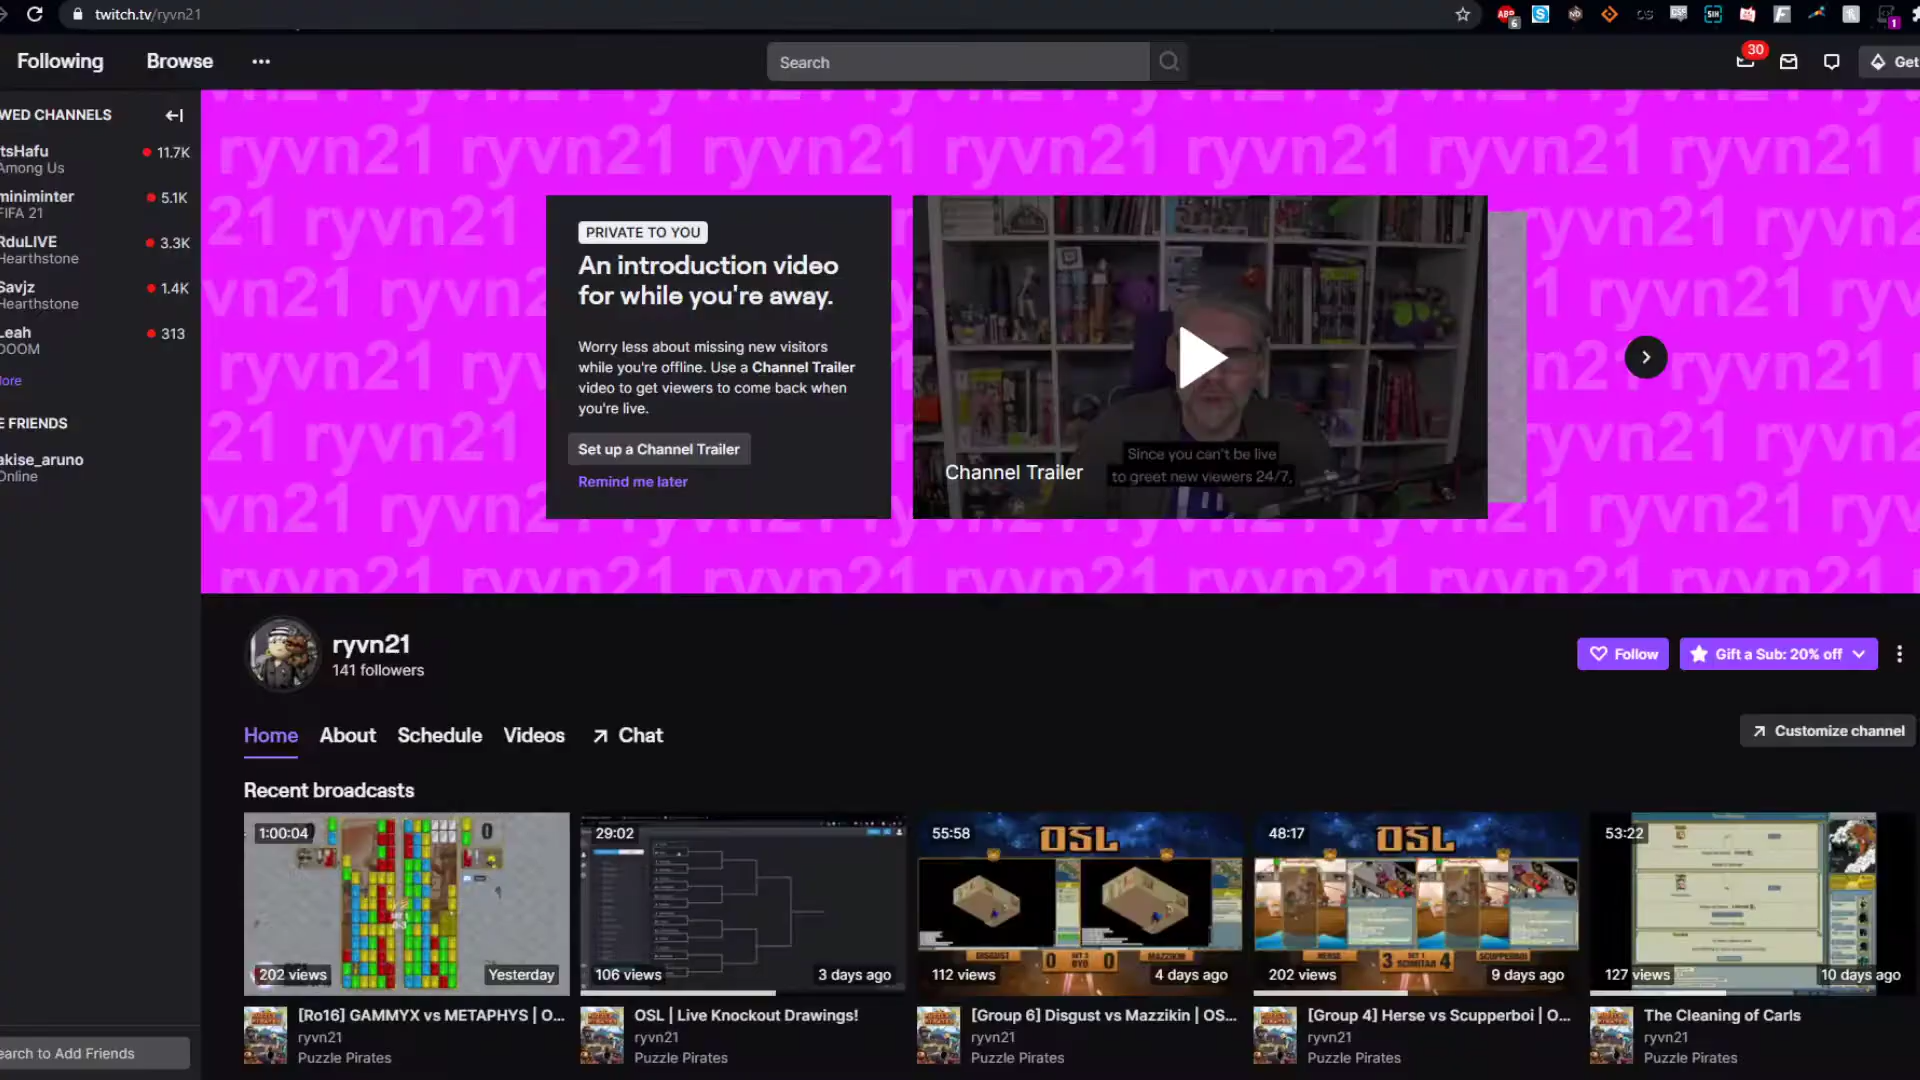 twitch.tv/ryvn21
Following
Browse
Search
30
Get
WED CHANNELS
tsHafu
11.7K
Among Us
miniminter
5.1K
FIFA 21
RduLIVE
3.3K
Hearthstone
Savjz
1.4K
Hearthstone
Leah
313
DOOM
ore
E FRIENDS
akise_aruno
Online
earch to Add Friends
ryvn21 ryvn21 ryvn21 ryvn21 ryvn21 ryvn21 ryvn21
PRIVATE TO YOU
An introduction video
for while you're away.
Worry less about missing new visitors
while you're offline. Use a Channel Trailer
video to get viewers to come back when
you're live.
Set up a Channel Trailer
Remind me later
Channel Trailer
Since you can't be live
to greet new viewers 24/7,
ryvn21
141 followers
Follow
Gift a Sub: 20% off
Home
About
Schedule
Videos
Chat
Customize channel
Recent broadcasts
1:00:04
0
202 views
Yesterday
[Ro16] GAMMYX vs METAPHYS | O...
ryvn21
Puzzle Pirates
29:02
106 views
3 days ago
OSL | Live Knockout Drawings!
ryvn21
Puzzle Pirates
55:58
OSL
DISGUST
0
0
MAZZIKIN
112 views
4 days ago
[Group 6] Disgust vs Mazzikin | OS...
ryvn21
Puzzle Pirates
48:17
OSL
HERSE
3
4
SCUPPERBOI
202 views
9 days ago
[Group 4] Herse vs Scupperboi | O...
ryvn21
Puzzle Pirates
53:22
127 views
10 days ago
The Cleaning of Carls
ryvn21
Puzzle Pirates